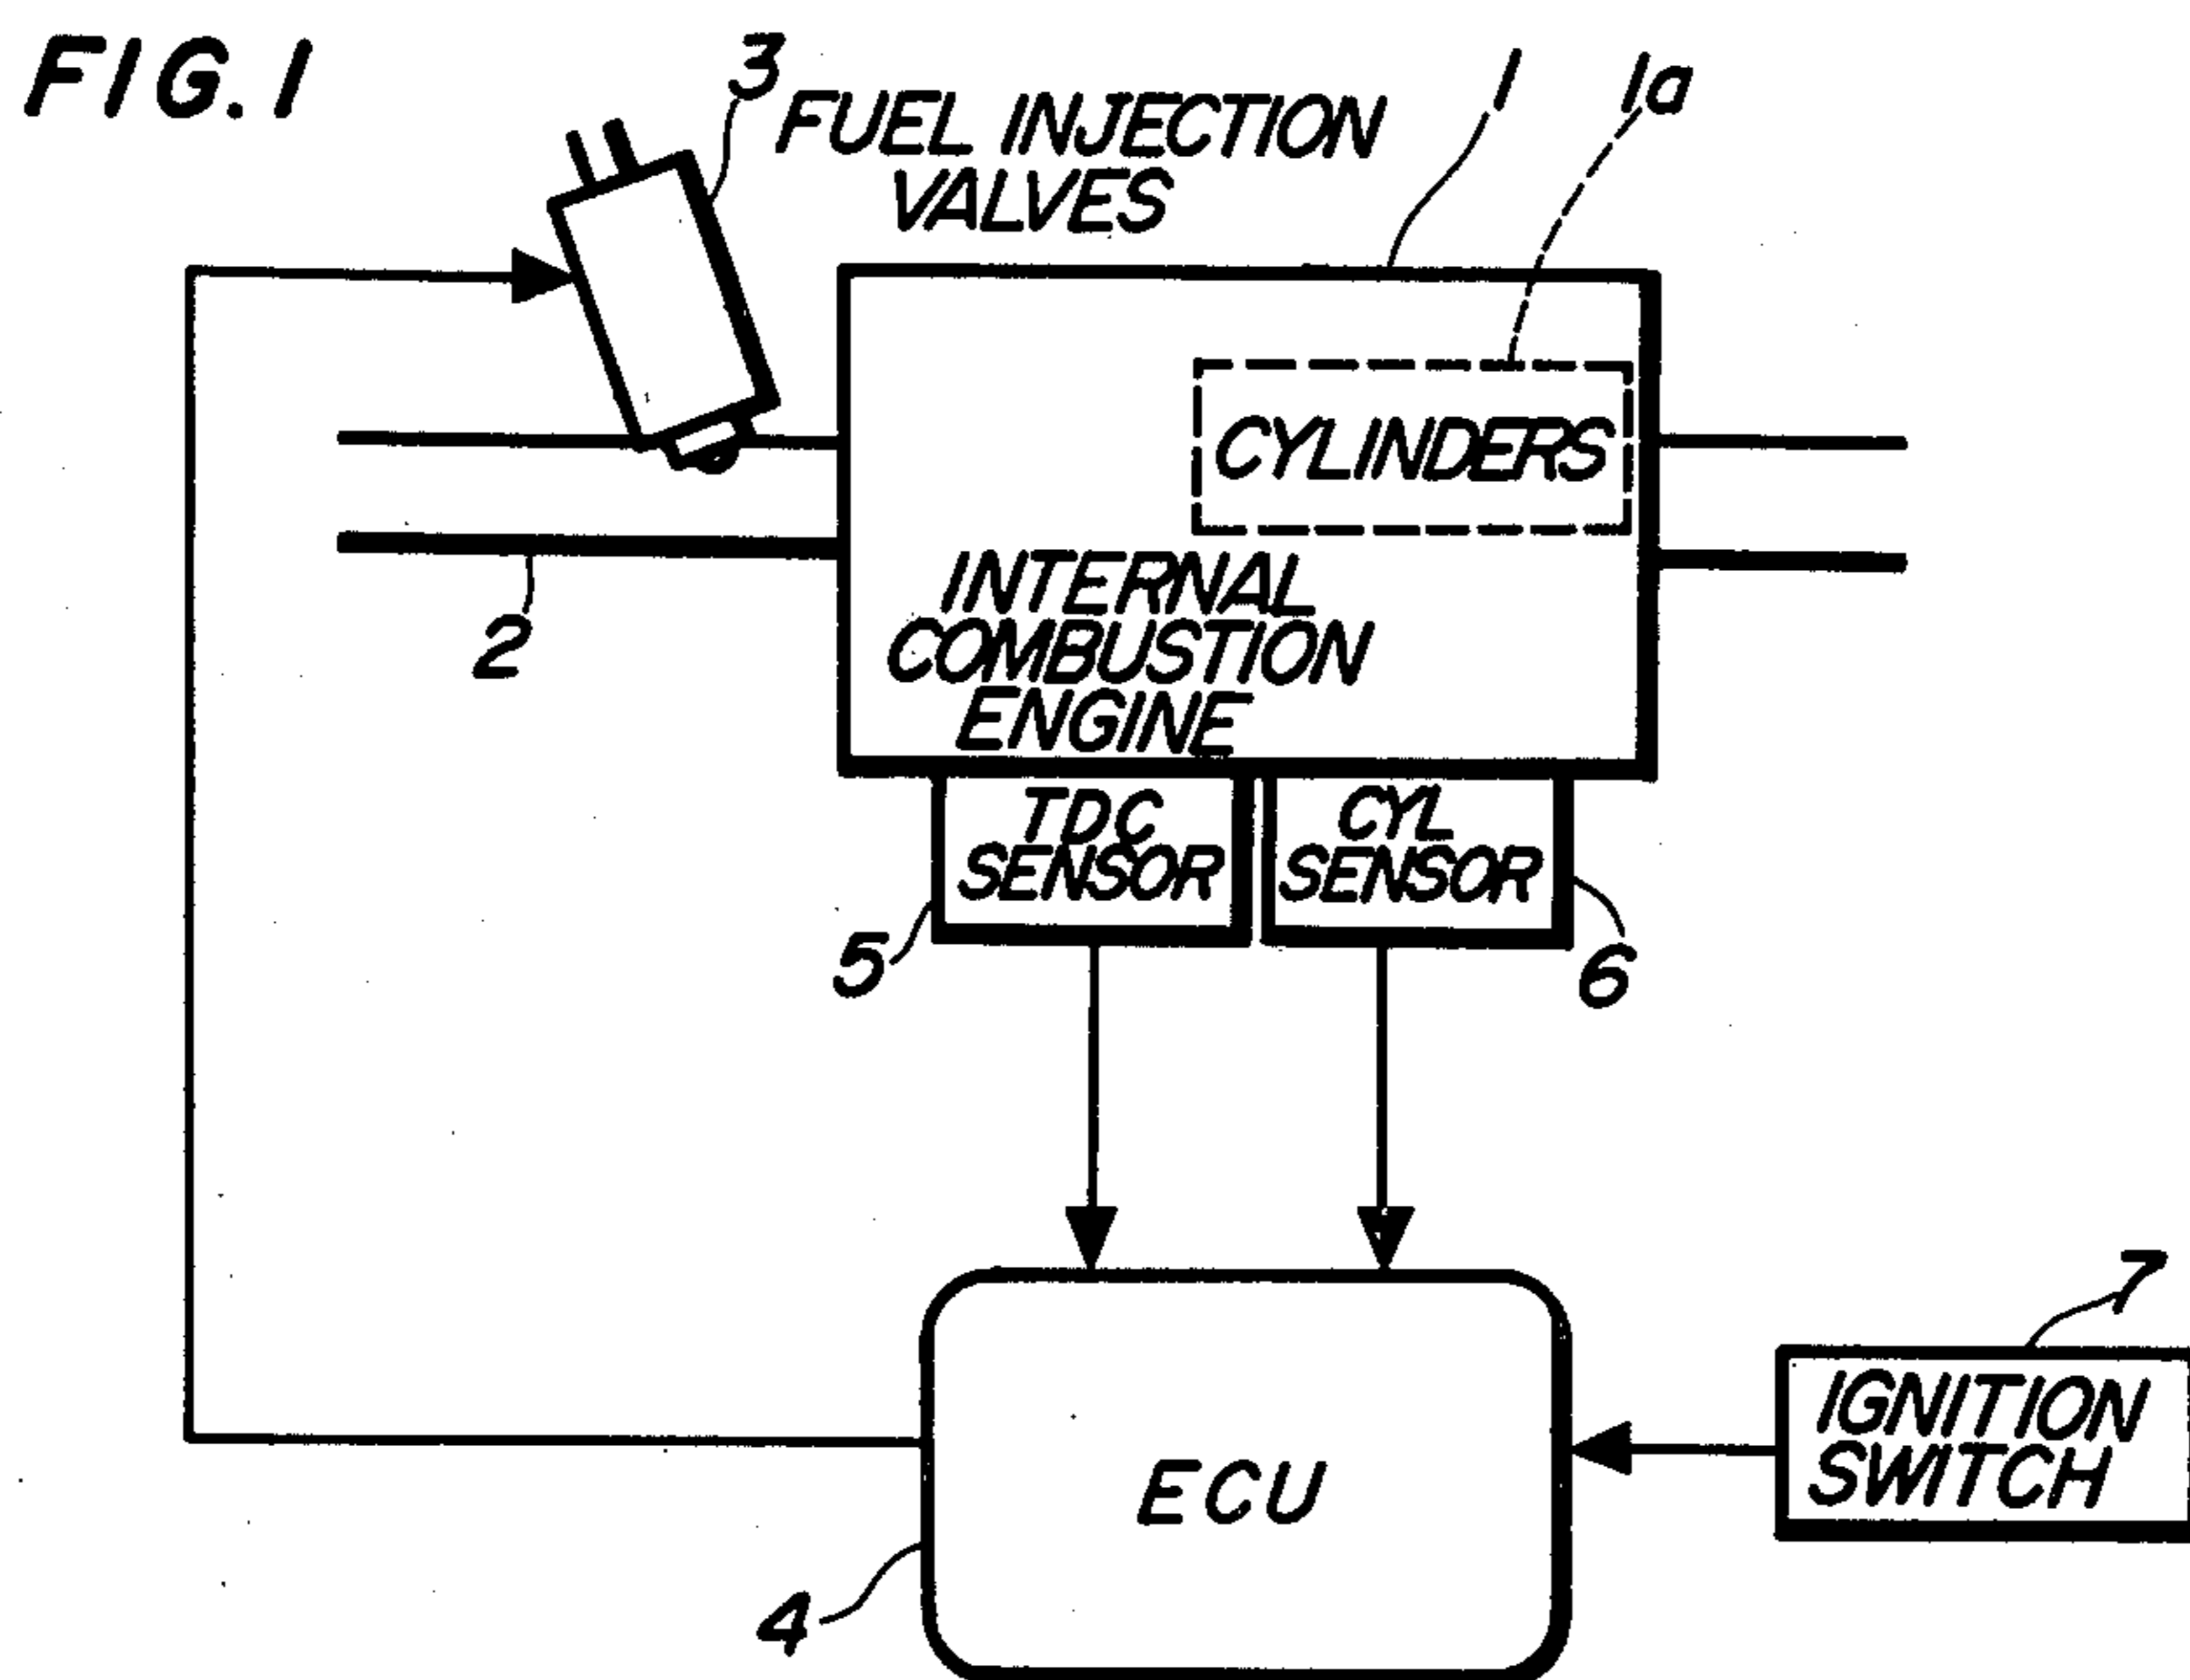 FIG. 1
3
FUEL INJECTION
VALVES
1
1a
CYLINDERS
2
INTERNAL
COMBUSTION
ENGINE
TDC
SENSOR
CYL
SENSOR
5
6
7
IGNITION
SWITCH
ECU
4